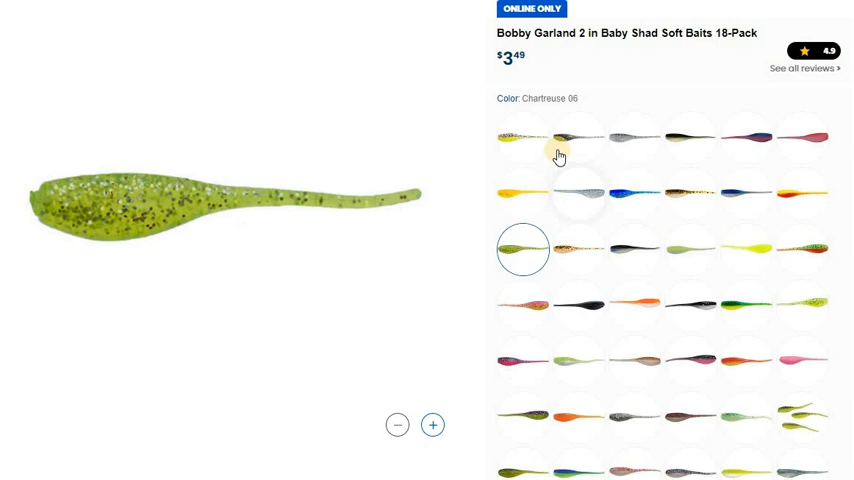 ONLINE ONLY
Bobby Garland 2 in Baby Shad Soft Baits 18-Pack
$3 49
4.9
See all reviews >
Color: Chartreuse 06